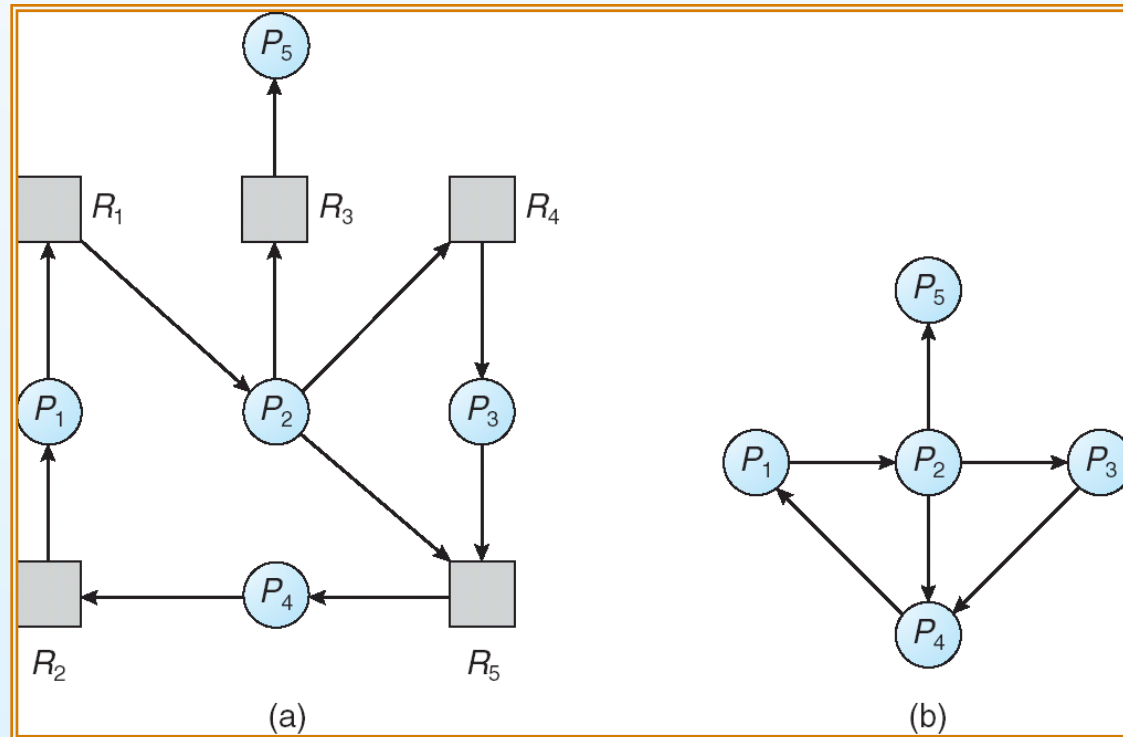 P₅
R₁ R₃ R₄
P₅
P₁ P₂ P₃
P₁ P₂ P₃
P₄
P₄
R₂ R₅
(a) (b)